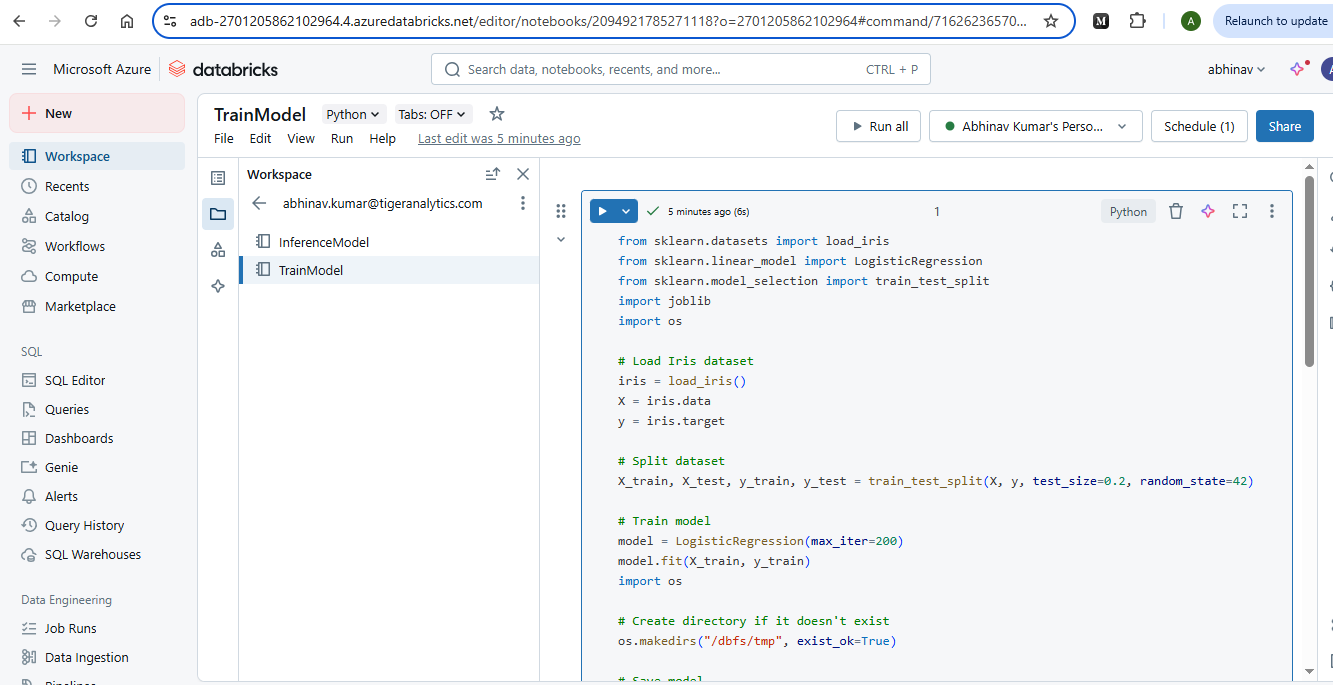 adb-2701205862102964.4.azuredatabricks.net/editor/notebooks/2094921785271118?o=2701205862102964#command/71626236570...
M
A
Relaunch to update
Microsoft Azure
databricks
Search data, notebooks, recents, and more...
CTRL + P
abhinav
A
New
Workspace
Recents
Catalog
Workflows
Compute
Marketplace
SQL
SQL Editor
Queries
Dashboards
Genie
Alerts
Query History
SQL Warehouses
Data Engineering
Job Runs
Data Ingestion
Pipelines
TrainModel
Python
Tabs: OFF
File Edit View Run Help Last edit was 5 minutes ago
Run all
Abhinav Kumar's Perso...
Schedule (1)
Share
Workspace
abhinav.kumar@tigeranalytics.com
InferenceModel
TrainModel
5 minutes ago (6s)
1
Python
from sklearn.datasets import load_iris
from sklearn.linear_model import LogisticRegression
from sklearn.model_selection import train_test_split
import joblib
import os
# Load Iris dataset
iris = load_iris()
X = iris.data
y = iris.target
# Split dataset
X_train, X_test, y_train, y_test = train_test_split(X, y, test_size=0.2, random_state=42)
# Train model
model = LogisticRegression(max_iter=200)
model.fit(X_train, y_train)
import os
# Create directory if it doesn't exist
os.makedirs("/dbfs/tmp", exist_ok=True)
# Save model